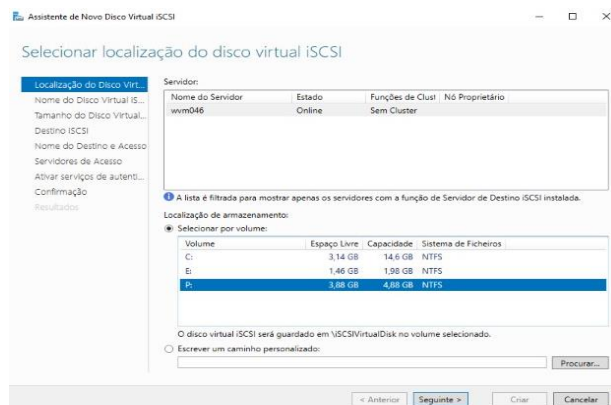 Assistente de Novo Disco Virtual iSCSI
Selecionar localização do disco virtual iSCSI
Localização do Disco Virt...
Nome do Disco Virtual iS...
Tamanho do Disco Virtual...
Destino iSCSI
Nome do Destino e Acesso
Servidores de Acesso
Ativar serviços de autenti...
Confirmação
Resultados
Servidor:
Nome do Servidor Estado Funções de Clust Nó Proprietário
wvm046 Online Sem Cluster
A lista é filtrada para mostrar apenas os servidores com a função de Servidor de Destino iSCSI instalada.
Localização de armazenamento:
Selecionar por volume:
Volume Espaço Livre Capacidade Sistema de Ficheiros
C: 3,14 GB 14,6 GB NTFS
E: 1,46 GB 1,98 GB NTFS
P: 3,88 GB 4,88 GB NTFS
O disco virtual iSCSI será guardado em \iSCSIVirtualDisk no volume selecionado.
Escrever um caminho personalizado:
Procurar...
< Anterior Seguinte > Criar Cancelar